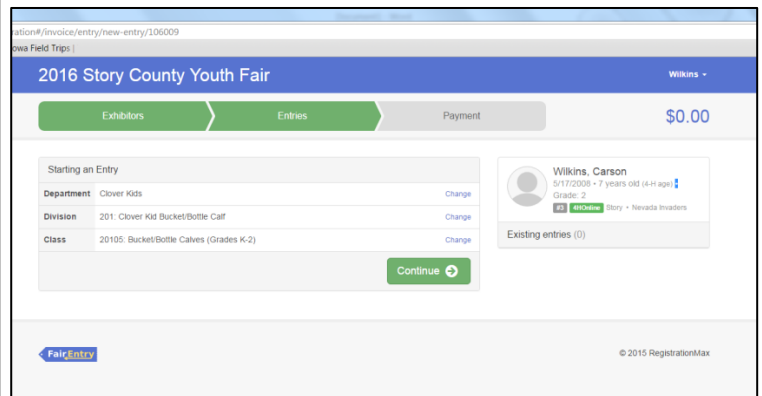 ration#/invoice/entry/new-entry/106009
owa Field Trips |
2016 Story County Youth Fair
Wilkins
Exhibitors
Entries
Payment
$0.00
Starting an Entry
Department Clover Kids Change
Division 201: Clover Kid Bucket/Bottle Calf Change
Class 20105: Bucket/Bottle Calves (Grades K-2) Change
Continue
Wilkins, Carson
5/17/2008 • 7 years old (4-H age)
Grade: 2
#3 4HOnline Story • Nevada Invaders
Existing entries (0)
FairEntry
© 2015 RegistrationMax